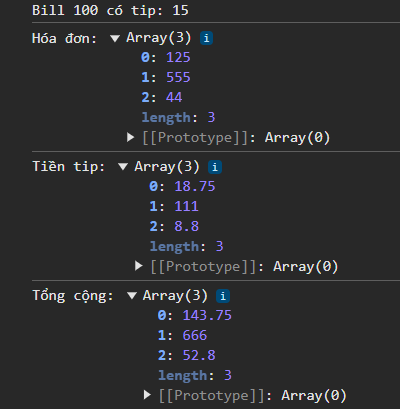 Bill 100 có tip: 15
Hóa đơn: ▼ Array(3) i
0: 125
1: 555
2: 44
length: 3
▶ [[Prototype]]: Array(0)
Tiền tip: ▼ Array(3) i
0: 18.75
1: 111
2: 8.8
length: 3
▶ [[Prototype]]: Array(0)
Tổng cộng: ▼ Array(3) i
0: 143.75
1: 666
2: 52.8
length: 3
▶ [[Prototype]]: Array(0)